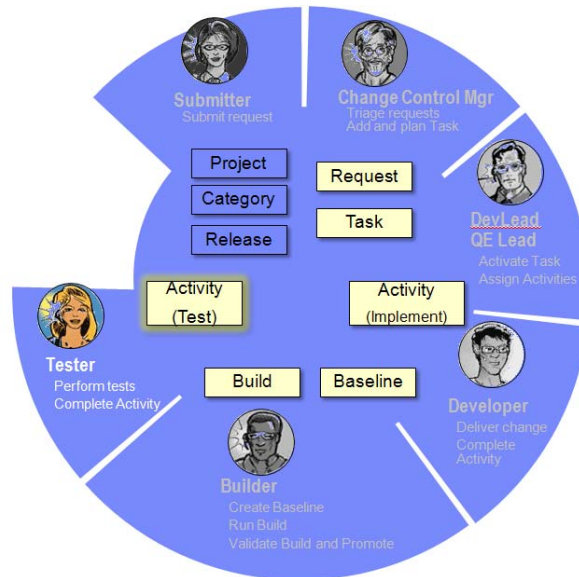 Submitter
Submit request
Change Control Mgr
Triage requests
Add and plan Task
Project
Category
Release
Request
Task
DevLead
QE Lead
Activate Task
Assign Activities
Activity
(Test)
Activity
(Implement)
Tester
Perform tests
Complete Activity
Build
Baseline
Developer
Deliver change
Complete
Activity
Builder
Create Baseline
Run Build
Validate Build and Promote